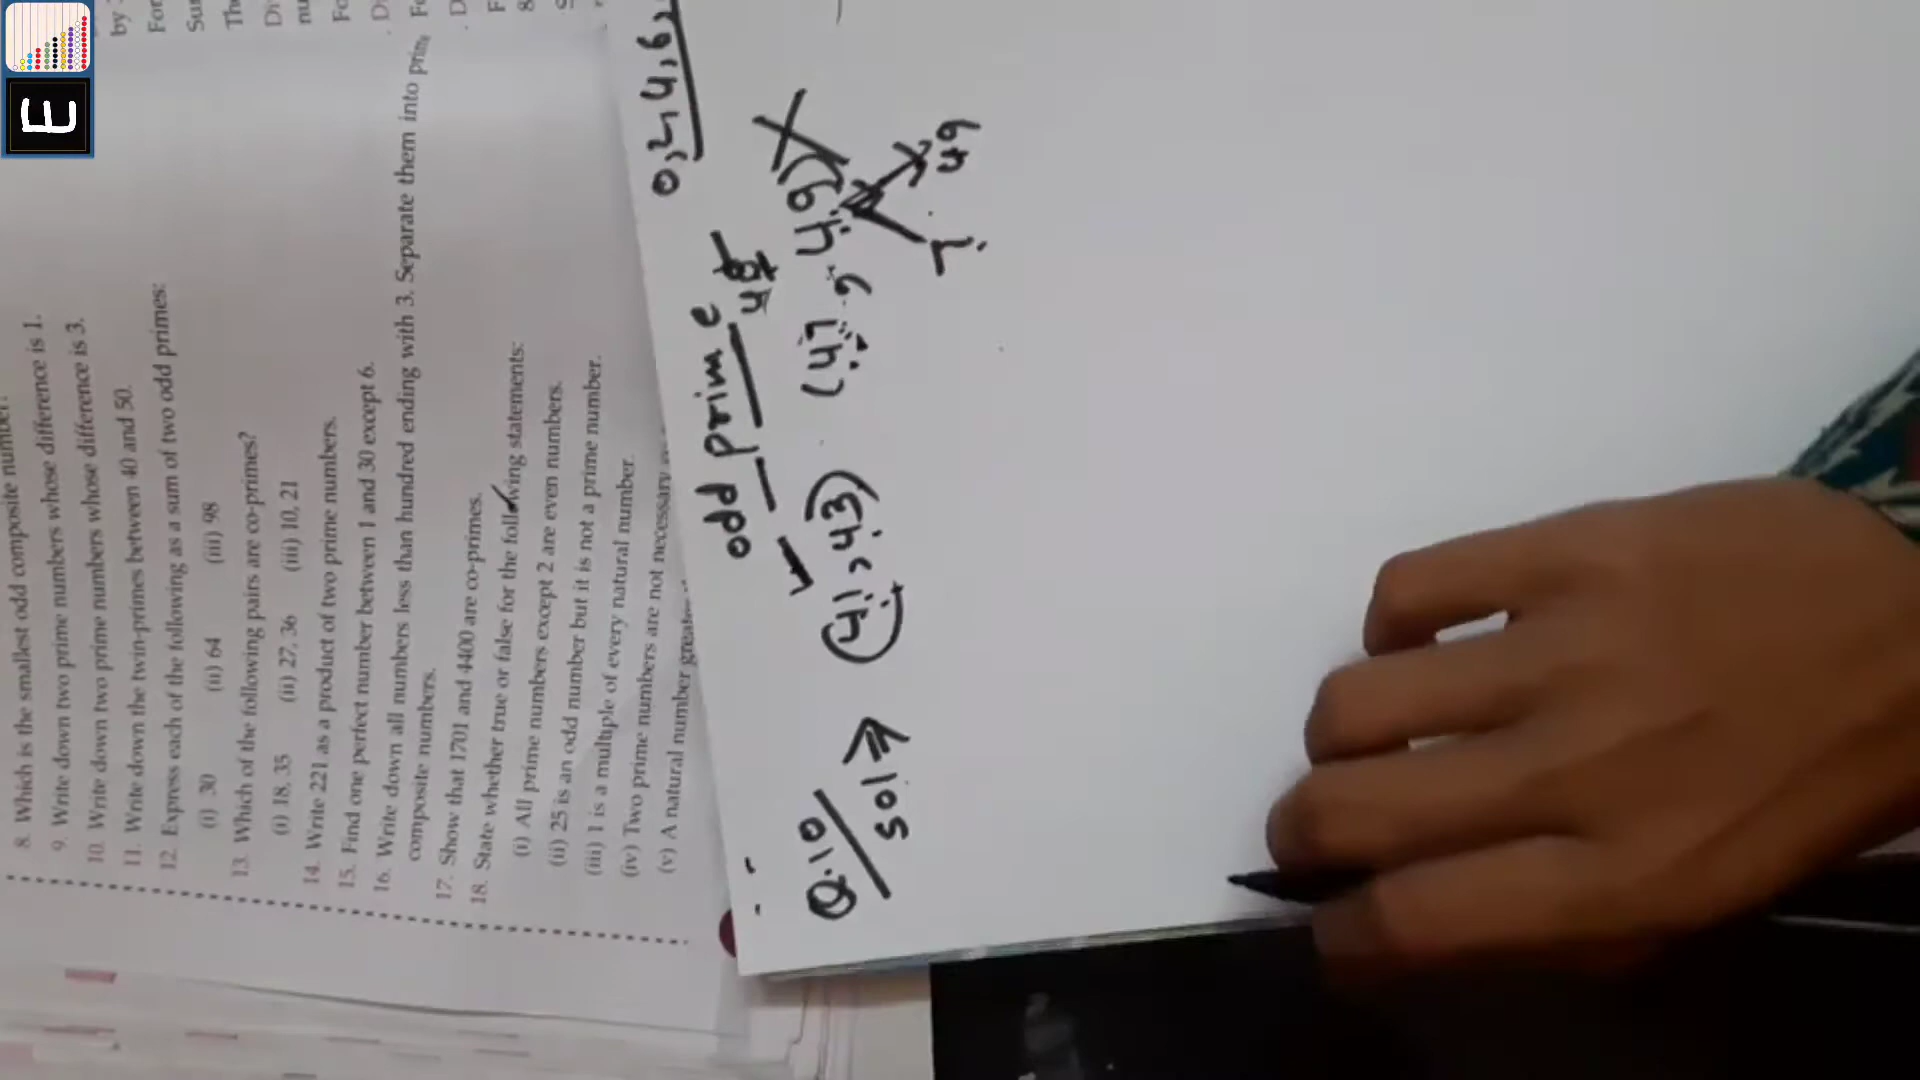 8. Which is the smallest odd composite number?
9. Write down two prime numbers whose difference is 1.
10. Write down two prime numbers whose difference is 3.
11. Write down the twin-primes between 40 and 50.
12. Express each of the following as a sum of two odd primes:
(i) 30 (ii) 64 (iii) 98
13. Which of the following pairs are co-primes?
(i) 18, 35 (ii) 27, 36 (iii) 10, 21
14. Write 221 as a product of two prime numbers.
15. Find one perfect number between 1 and 30 except 6.
16. Write down all numbers less than hundred ending with 3. Separate them into prim
composite numbers.
17. Show that 1701 and 4400 are co-primes.
18. State whether true or false for the following statements:
(i) All prime numbers except 2 are even numbers.
(ii) 25 is an odd number but it is not a prime number.
(iii) 1 is a multiple of every natural number.
(iv) Two prime numbers are not necessary
(v) A natural number greate
by
For
Su
Th
Di
nu
Fo
0,2,4,6,
odd prime
Q.10
Sol ⇒ (41,43) (47, 49)
7 49
E